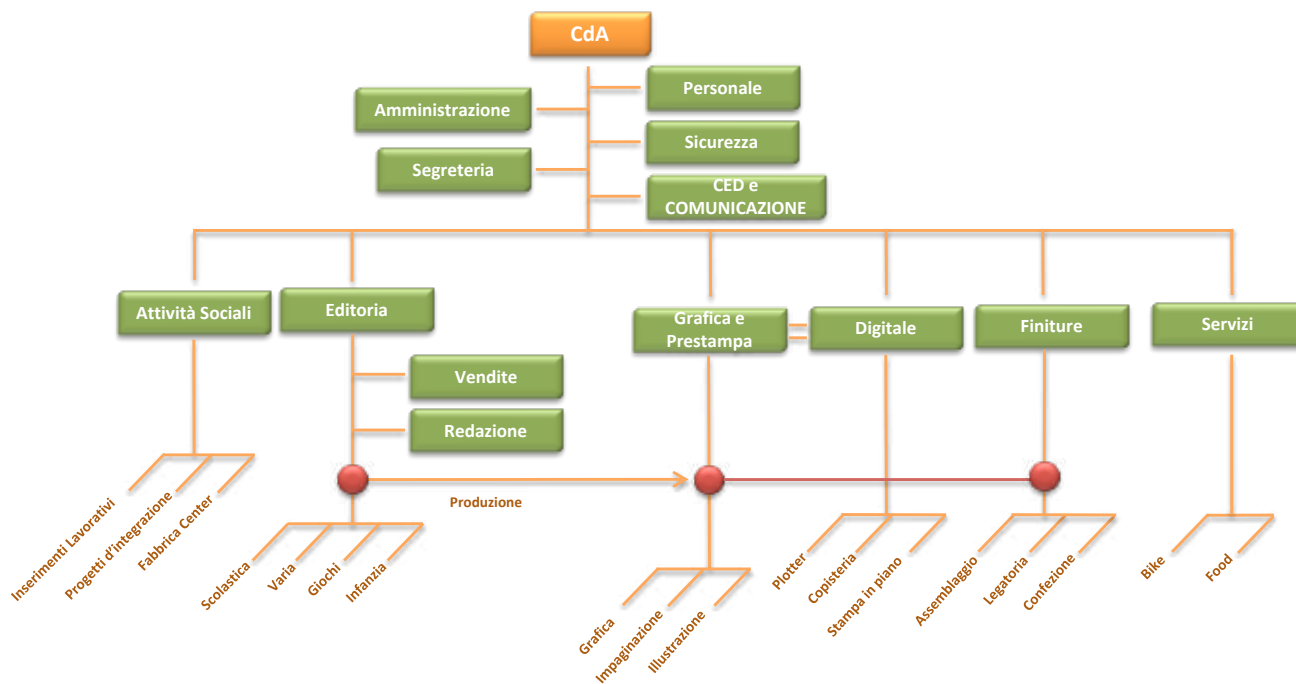 CdA
Personale
Amministrazione
Sicurezza
Segreteria
CED e
COMUNICAZIONE
Attività Sociali
Editoria
Grafica e
Prestampa
Digitale
Finiture
Servizi
Vendite
Redazione
Produzione
Inserimenti Lavorativi
Progetti d'integrazione
Fabbrica Center
Scolastica
Varia
Giochi
Infanzia
Grafica
Impaginazione
Illustrazione
Plotter
Copisteria
Stampa in piano
Assemblaggio
Legatoria
Confezione
Bike
Food